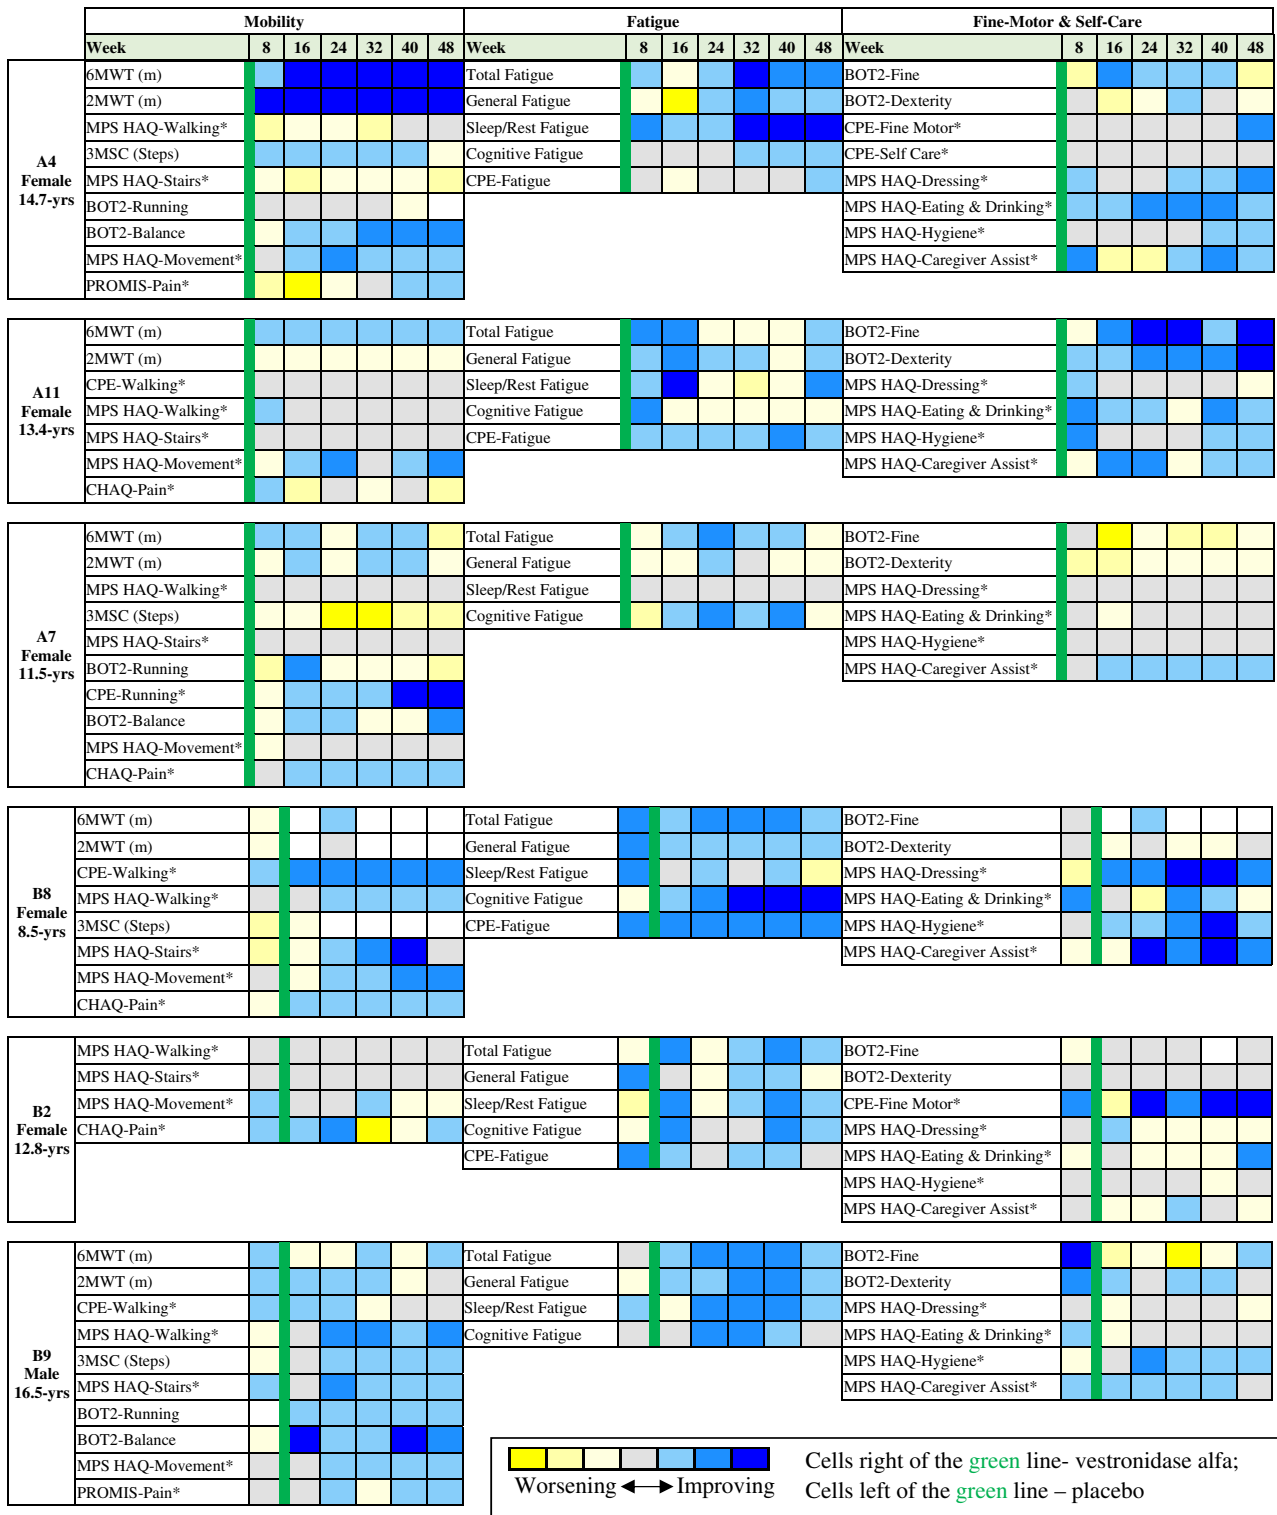 Mobility Fatigue Fine-Motor & Self-Care
Week 8 16 24 32 40 48 Week 8 16 24 32 40 48 Week 8 16 24 32 40 48
A4
Female
14.7-yrs
6MWT (m) Total Fatigue BOT2-Fine
2MWT (m) General Fatigue BOT2-Dexterity
MPS HAQ-Walking* Sleep/Rest Fatigue CPE-Fine Motor*
3MSC (Steps) Cognitive Fatigue CPE-Self Care*
MPS HAQ-Stairs* CPE-Fatigue MPS HAQ-Dressing*
BOT2-Running MPS HAQ-Eating & Drinking*
BOT2-Balance MPS HAQ-Hygiene*
MPS HAQ-Movement* MPS HAQ-Caregiver Assist*
PROMIS-Pain*
A11
Female
13.4-yrs
6MWT (m) Total Fatigue BOT2-Fine
2MWT (m) General Fatigue BOT2-Dexterity
CPE-Walking* Sleep/Rest Fatigue MPS HAQ-Dressing*
MPS HAQ-Walking* Cognitive Fatigue MPS HAQ-Eating & Drinking*
MPS HAQ-Stairs* CPE-Fatigue MPS HAQ-Hygiene*
MPS HAQ-Movement* MPS HAQ-Caregiver Assist*
CHAQ-Pain*
A7
Female
11.5-yrs
6MWT (m) Total Fatigue BOT2-Fine
2MWT (m) General Fatigue BOT2-Dexterity
MPS HAQ-Walking* Sleep/Rest Fatigue MPS HAQ-Dressing*
3MSC (Steps) Cognitive Fatigue MPS HAQ-Eating & Drinking*
MPS HAQ-Stairs* MPS HAQ-Hygiene*
BOT2-Running MPS HAQ-Caregiver Assist*
CPE-Running*
BOT2-Balance
MPS HAQ-Movement*
CHAQ-Pain*
B8
Female
8.5-yrs
6MWT (m) Total Fatigue BOT2-Fine
2MWT (m) General Fatigue BOT2-Dexterity
CPE-Walking* Sleep/Rest Fatigue MPS HAQ-Dressing*
MPS HAQ-Walking* Cognitive Fatigue MPS HAQ-Eating & Drinking*
3MSC (Steps) CPE-Fatigue MPS HAQ-Hygiene*
MPS HAQ-Stairs* MPS HAQ-Caregiver Assist*
MPS HAQ-Movement*
CHAQ-Pain*
B2
Female
12.8-yrs
MPS HAQ-Walking* Total Fatigue BOT2-Fine
MPS HAQ-Stairs* General Fatigue BOT2-Dexterity
MPS HAQ-Movement* Sleep/Rest Fatigue CPE-Fine Motor*
CHAQ-Pain* Cognitive Fatigue MPS HAQ-Dressing*
CPE-Fatigue MPS HAQ-Eating & Drinking*
MPS HAQ-Hygiene*
MPS HAQ-Caregiver Assist*
B9
Male
16.5-yrs
6MWT (m) Total Fatigue BOT2-Fine
2MWT (m) General Fatigue BOT2-Dexterity
CPE-Walking* Sleep/Rest Fatigue MPS HAQ-Dressing*
MPS HAQ-Walking* Cognitive Fatigue MPS HAQ-Eating & Drinking*
3MSC (Steps) MPS HAQ-Hygiene*
MPS HAQ-Stairs* MPS HAQ-Caregiver Assist*
BOT2-Running
BOT2-Balance
MPS HAQ-Movement*
PROMIS-Pain*
Worsening Improving
Cells right of the green line- vestronidase alfa;
Cells left of the green line – placebo